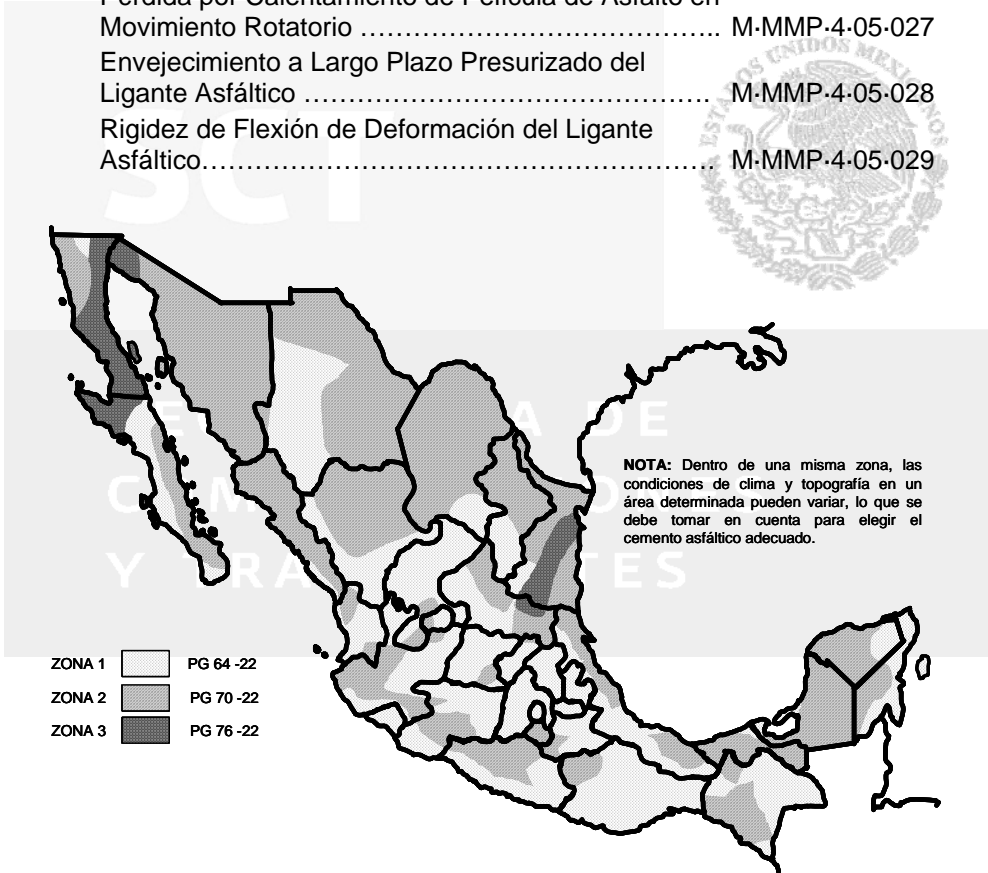 Pérdida por Calentamiento de Película de Asfalto en
Movimiento Rotatorio ………………………………….. M·MMP·4·05·027
Envejecimiento a Largo Plazo Presurizado del
Ligante Asfáltico ………………………………………. M·MMP·4·05·028
Rigidez de Flexión de Deformación del Ligante
Asfáltico…………………………………………………. M·MMP·4·05·029
SCT
ESTADOS UNIDOS MEXICANOS
NOTA: Dentro de una misma zona, las
condiciones de clima y topografía en un
área determinada pueden variar, lo que se
debe tomar en cuenta para elegir el
cemento asfáltico adecuado.
ZONA 1 PG 64 -22
ZONA 2 PG 70 -22
ZONA 3 PG 76 -22